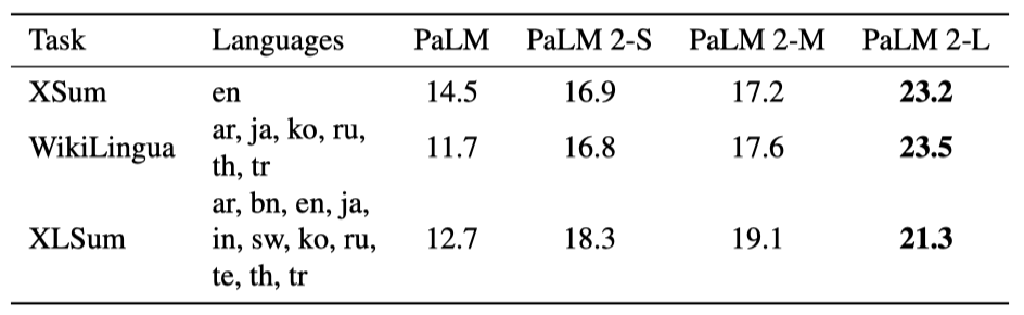 Task Languages PaLM PaLM 2-S PaLM 2-M PaLM 2-L
XSum en 14.5 16.9 17.2 23.2
WikiLingua ar, ja, ko, ru, th, tr 11.7 16.8 17.6 23.5
XLSum ar, bn, en, ja, in, sw, ko, ru, te, th, tr 12.7 18.3 19.1 21.3